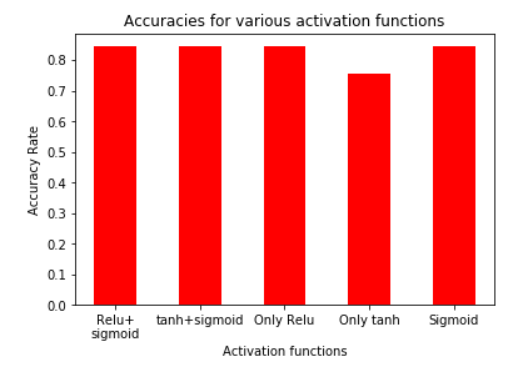 Accuracies for various activation functions
Accuracy Rate
0.8
0.7
0.6
0.5
0.4
0.3
0.2
0.1
0.0
Relu+
sigmoid
tanh+sigmoid
Only Relu
Only tanh
Sigmoid
Activation functions